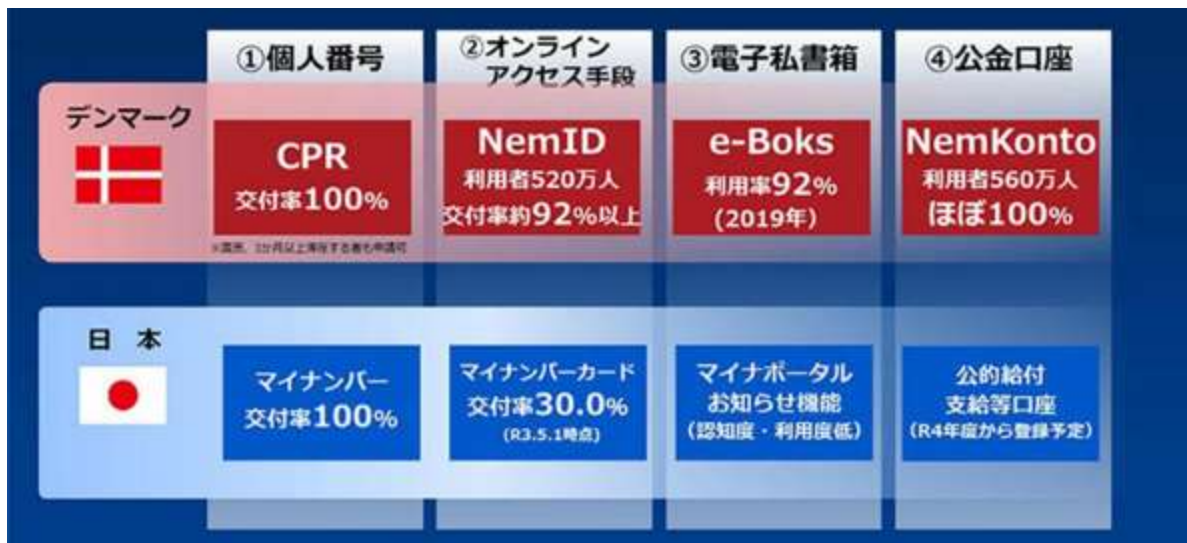 ①個人番号
②オンライン
アクセス手段
③電子私書箱
④公金口座
デンマーク
CPR
交付率100%
NemID
利用者520万人
交付率約92%以上
e-Boks
利用率92%
(2019年)
NemKonto
利用者560万人
ほぼ100%
日 本
マイナンバー
交付率100%
マイナンバーカード
交付率30.0%
(R3.5.1時点)
マイナポータル
お知らせ機能
(認知度・利用度低)
公的給付
支給等口座
(R4年度から登録予定)